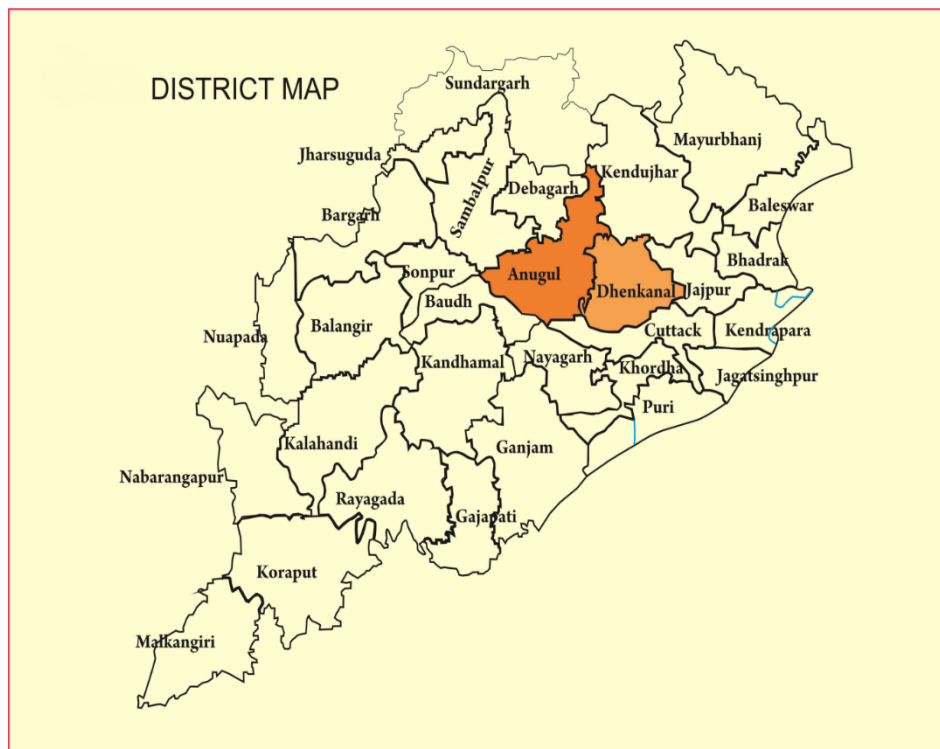 DISTRICT MAP
Sundargarh
Mayurbhanj
Jharsuguda
Kendujhar
Debagarh
Sambalpur
Baleswar
Bargarh
Bhadrak
Sonpur
Anugul
Dhenkanal
Jajpur
Baudh
Balangir
Cuttack
Kendrapara
Nuapada
Kandhamal
Nayagarh
Khordha
Jagatsinghpur
Puri
Kalahandi
Ganjam
Nabarangapur
Rayagada
Gajapati
Koraput
Malkangiri